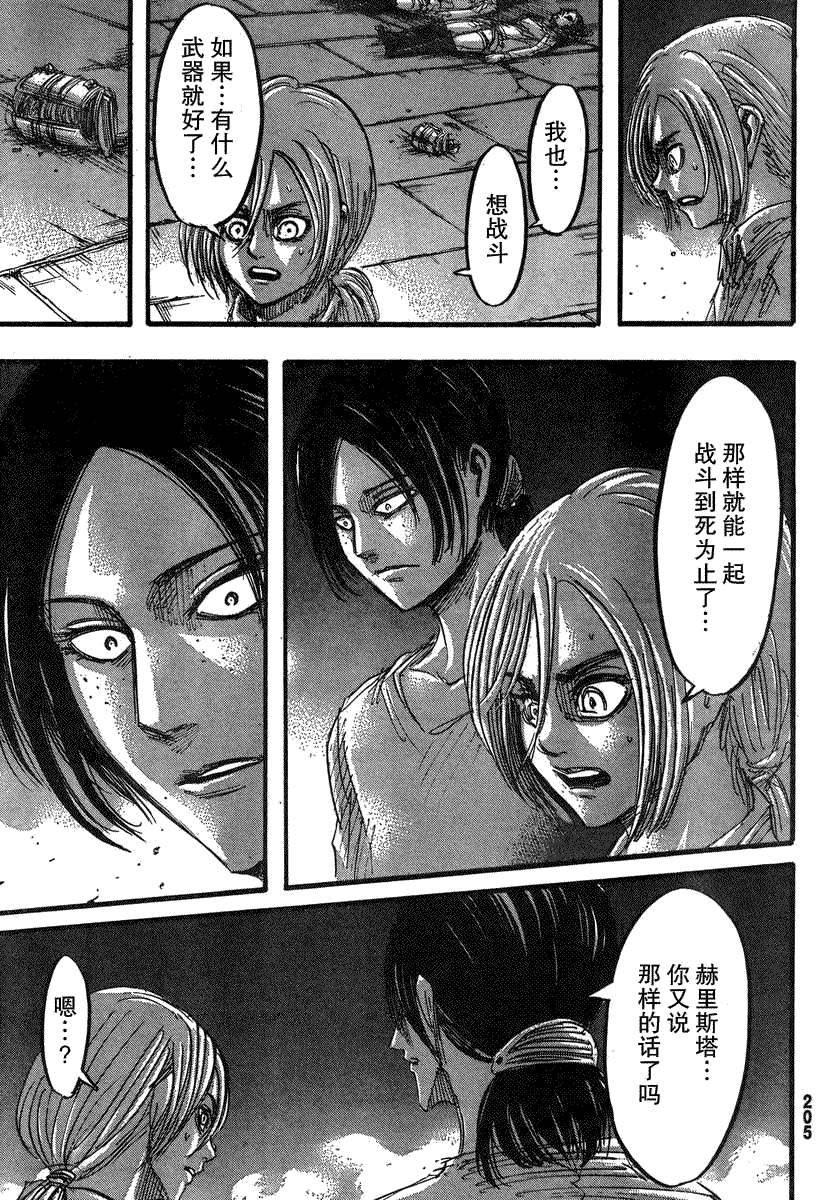 我也…
想战斗
如果…有什么
武器就好了…
那样就能一起
战斗到死为止了…
赫里斯塔…
你又说
那样的话了吗
嗯…?
205